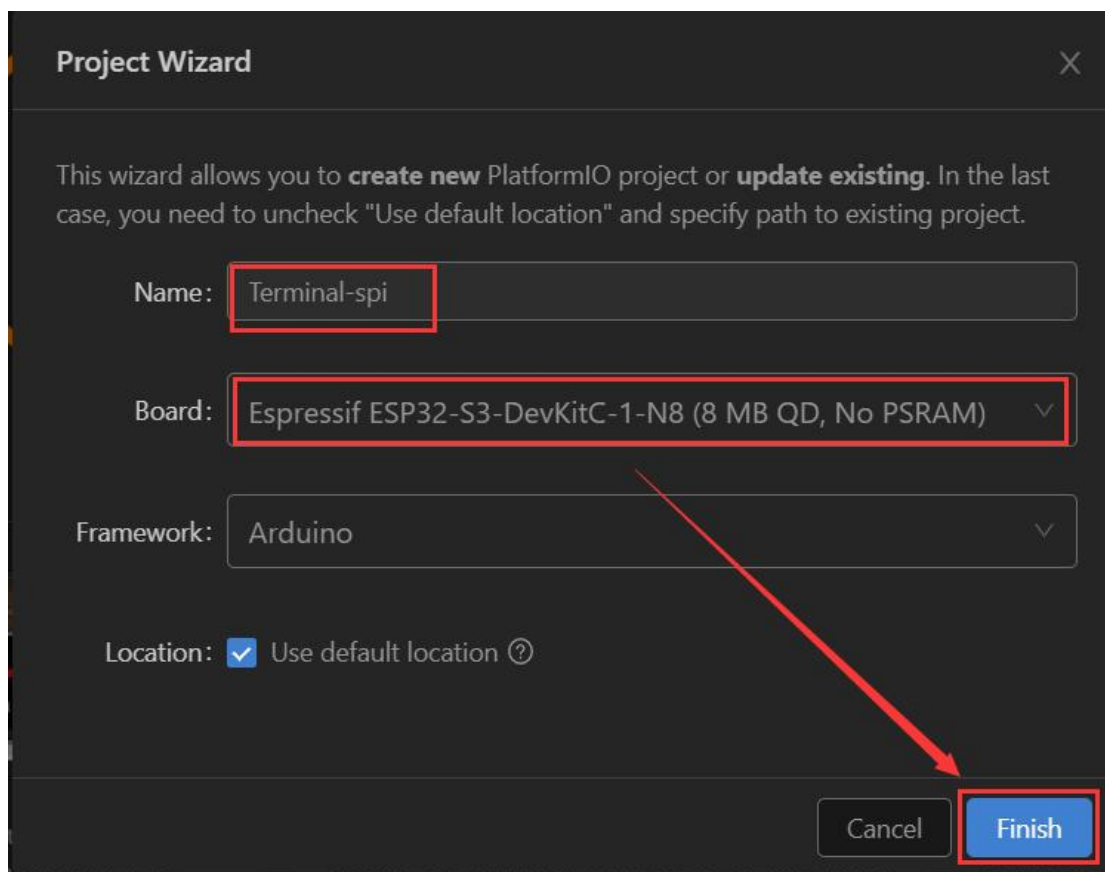 Project Wizard
This wizard allows you to create new PlatformIO project or update existing. In the last
case, you need to uncheck "Use default location" and specify path to existing project.
Name: Terminal-spi
Board: Espressif ESP32-S3-DevKitC-1-N8 (8 MB QD, No PSRAM)
Framework: Arduino
Location: Use default location
Cancel Finish